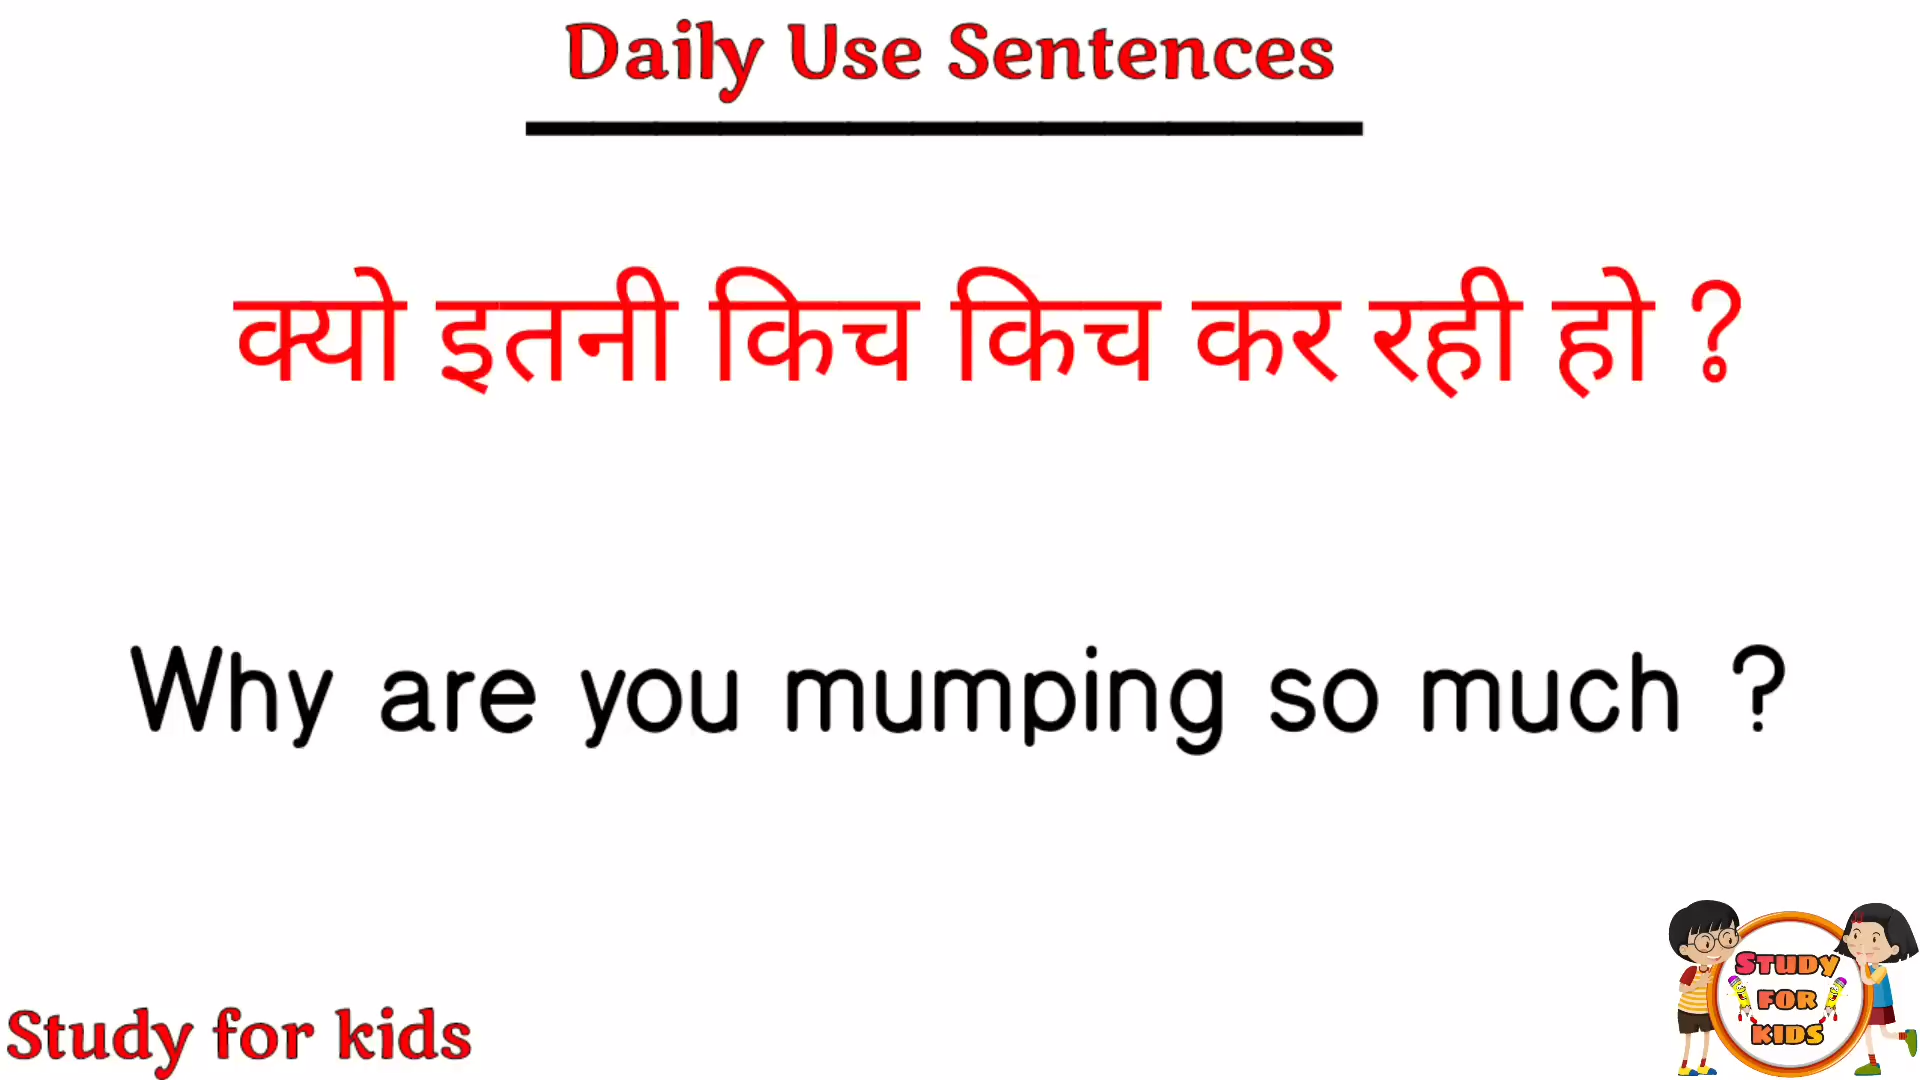 Daily Use Sentences
क्यो इतनी किच किच कर रही हो ?
Why are you mumping so much ?
Study for kids
STUDY
FOR
KIDS